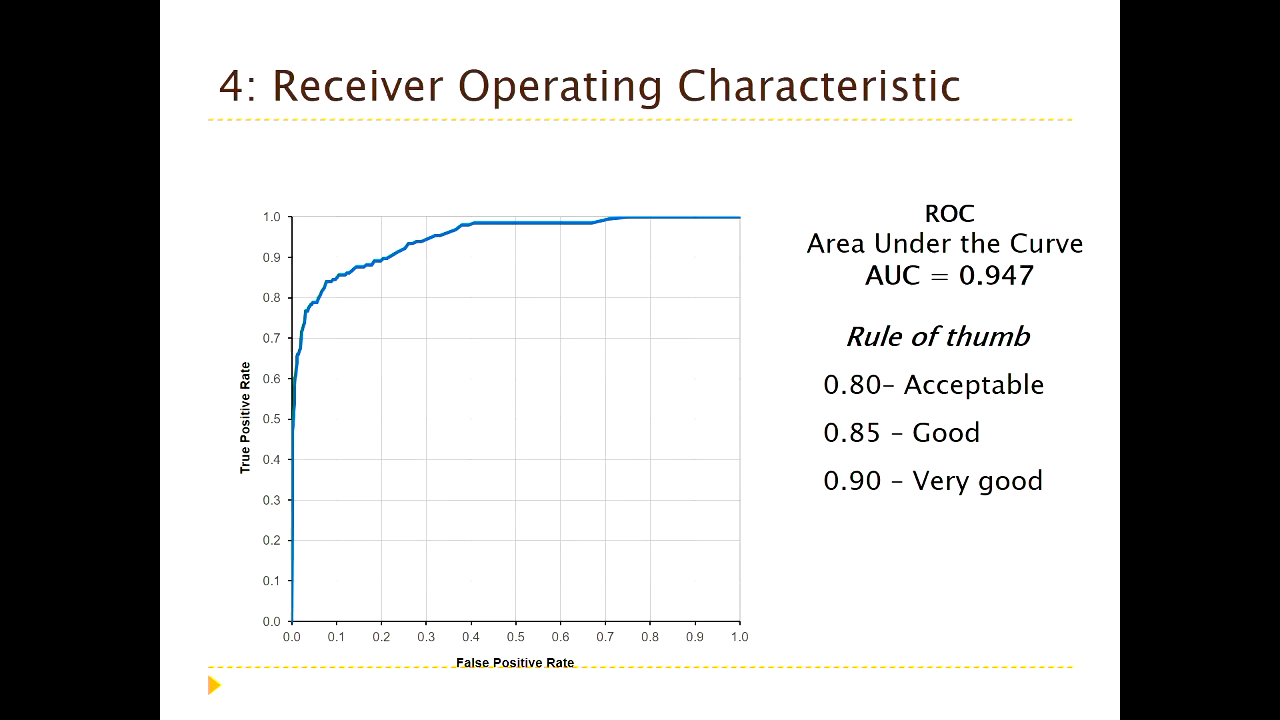 4: Receiver Operating Characteristic
1.0
0.9
0.8
0.7
0.6
0.5
0.4
0.3
0.2
0.1
0.0
True Positive Rate
0.0 0.1 0.2 0.3 0.4 0.5 0.6 0.7 0.8 0.9 1.0
False Positive Rate
ROC
Area Under the Curve
AUC = 0.947
Rule of thumb
0.80– Acceptable
0.85 – Good
0.90 – Very good